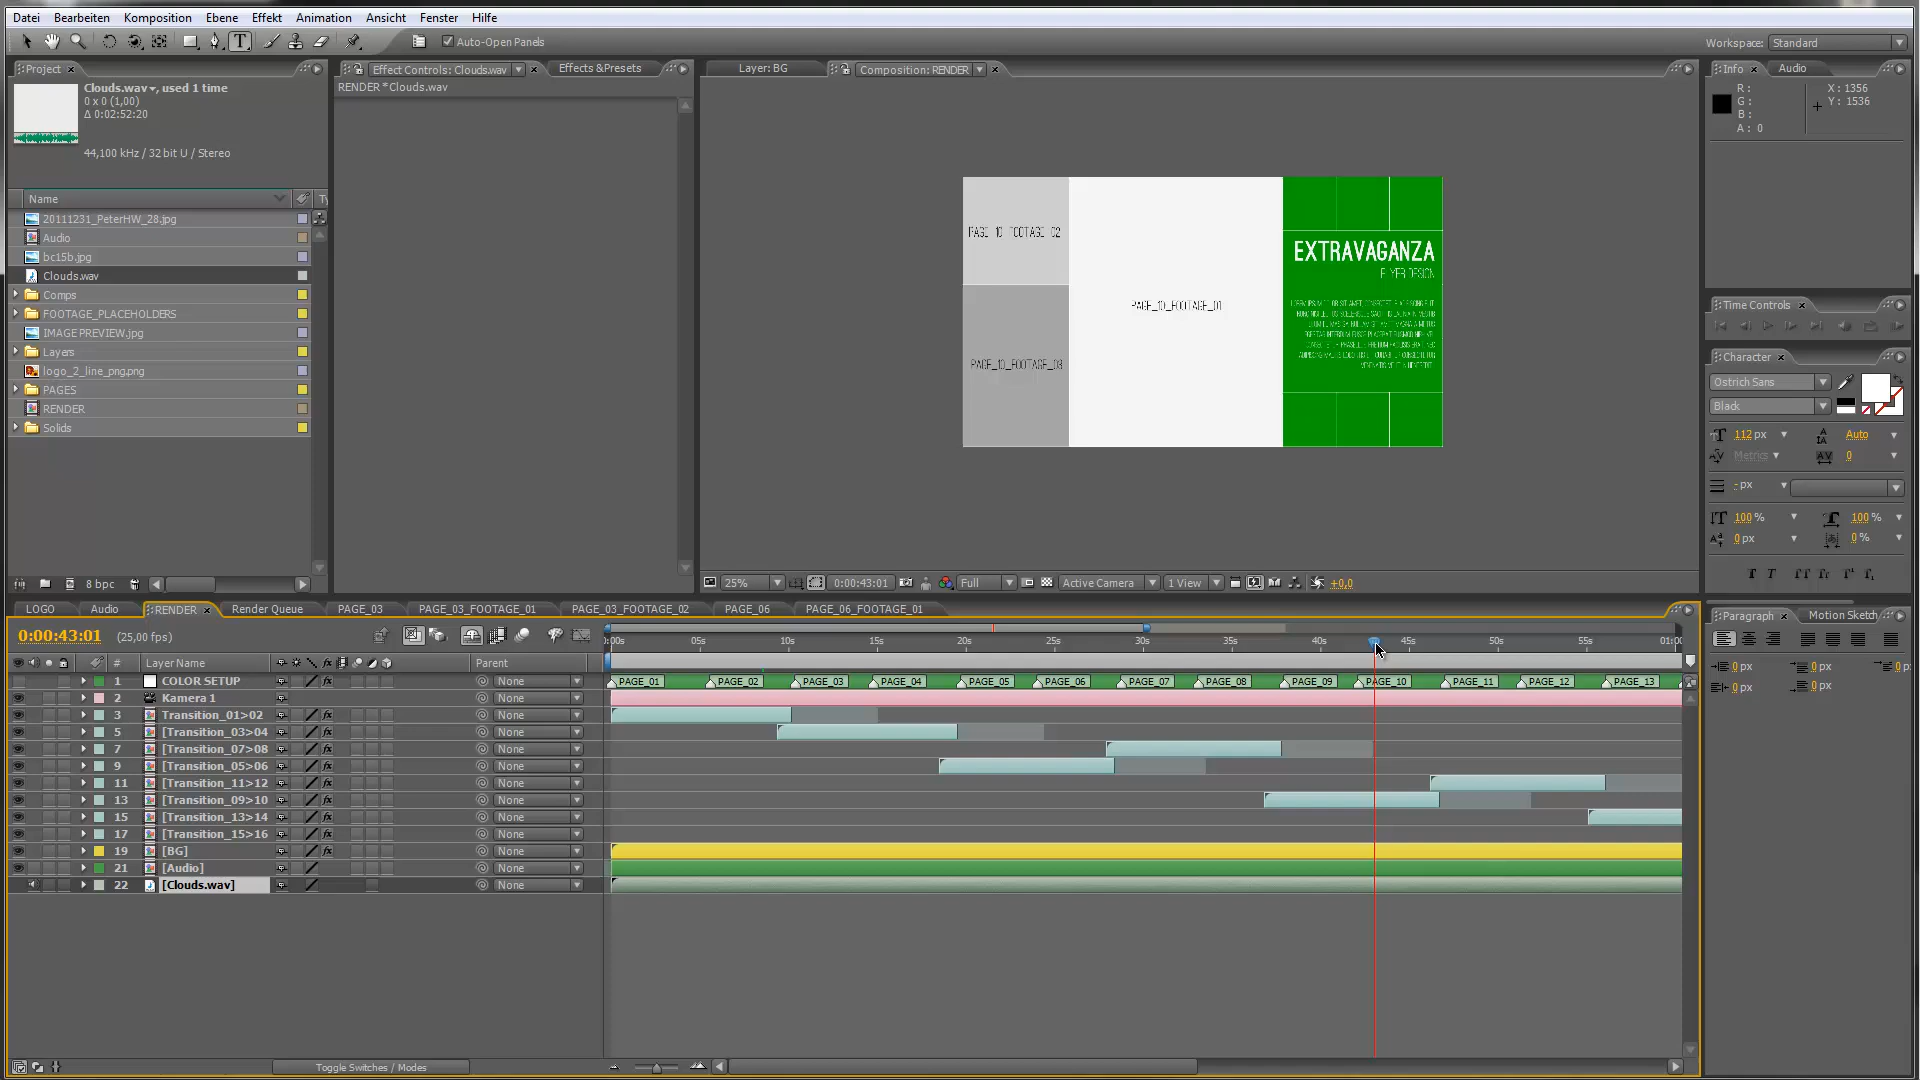 Datei Bearbeiten Komposition Ebene Effekt Animation Ansicht Fenster Hilfe
Auto-Open Panels
Workspace: Standard
Project
Clouds.wav, used 1 time
0 x 0 (1,00)
Δ 0:02:52:20
44,100 kHz / 32 bit U / Stereo
Name
20111231_PeterHW_28.jpg
Audio
bc15b.jpg
Clouds.wav
Comps
FOOTAGE_PLACEHOLDERS
IMAGE PREVIEW.jpg
Layers
logo_2_line_png.png
PAGES
RENDER
Solids
8 bpc
Effect Controls: Clouds.wav
Effects & Presets
RENDER * Clouds.wav
Layer: BG
Composition: RENDER
PAGE_10_FOOTAGE_02
PAGE_10_FOOTAGE_01
PAGE_10_FOOTAGE_03
EXTRAVAGANZA
FLYER DESIGN
25%
0:00:43:01
Full
Active Camera
1 View
+0,0
Info
Audio
R :
G :
B :
A : 0
X : 1356
Y : 1536
Time Controls
Character
Ostrich Sans
Black
112 px
Auto
Metrics
0
- px
100 %
100 %
0 px
0 %
Paragraph
Motion Sketch
0 px
0 px
0 p
0 px
0 px
LOGO
Audio
RENDER
Render Queue
PAGE_03
PAGE_03_FOOTAGE_01
PAGE_03_FOOTAGE_02
PAGE_06
PAGE_06_FOOTAGE_01
0:00:43:01
(25,00 fps)
):00s 05s 10s 15s 20s 25s 30s 35s 40s 45s 50s 55s 01:00
# Layer Name Parent
1 COLOR SETUP None
PAGE_01 PAGE_02 PAGE_03 PAGE_04 PAGE_05 PAGE_06 PAGE_07 PAGE_08 PAGE_09 PAGE_10 PAGE_11 PAGE_12 PAGE_13
2 Kamera 1 None
3 Transition_01>02 None
5 [Transition_03>04 None
7 [Transition_07>08 None
9 [Transition_05>06 None
11 [Transition_11>12 None
13 [Transition_09>10 None
15 [Transition_13>14 None
17 [Transition_15>16 None
19 [BG] None
21 [Audio] None
22 [Clouds.wav] None
Toggle Switches / Modes